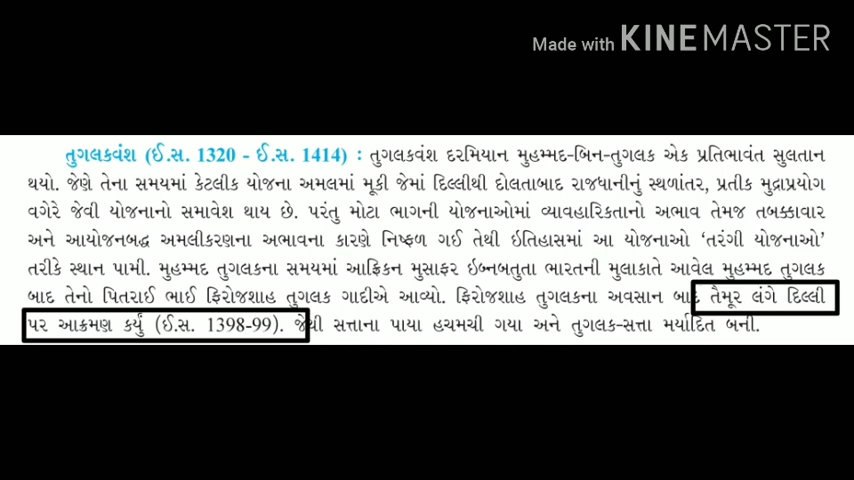 Made with KINEMASTER
તુગલકવંશ (ઈ.સ. 1320 - ઈ.સ. 1414) : તુગલકવંશ દરમિયાન મુહમ્મદ-બિન-તુગલક એક પ્રતિભાવંત સુલતાન
થયો. જેણે તેના સમયમાં કેટલીક યોજના અમલમાં મૂકી જેમાં દિલ્લીથી દોલતાબાદ રાજધાનીનું સ્થળાંતર, પ્રતીક મુદ્રાપ્રયોગ
વગેરે જેવી યોજનાનો સમાવેશ થાય છે. પરંતુ મોટા ભાગની યોજનાઓમાં વ્યાવહારિકતાનો અભાવ તેમજ તબક્કાવાર
અને આયોજનબદ્ધ અમલીકરણના અભાવના કારણે નિષ્ફળ ગઈ તેથી ઇતિહાસમાં આ યોજનાઓ ‘તરંગી યોજનાઓ’
તરીકે સ્થાન પામી. મુહમ્મદ તુગલકના સમયમાં આફ્રિકન મુસાફર ઇબ્નબતુતા ભારતની મુલાકાતે આવેલ મુહમ્મદ તુગલક
બાદ તેનો પિતરાઈ ભાઈ ફિરોજશાહ તુગલક ગાદીએ આવ્યો. ફિરોજશાહ તુગલકના અવસાન બાદ તૈમૂર લંગે દિલ્લી
પર આક્રમણ કર્યું (ઈ.સ. 1398-99). જેથી સત્તાના પાયા હચમચી ગયા અને તુગલક-સત્તા મર્યાદિત બની.